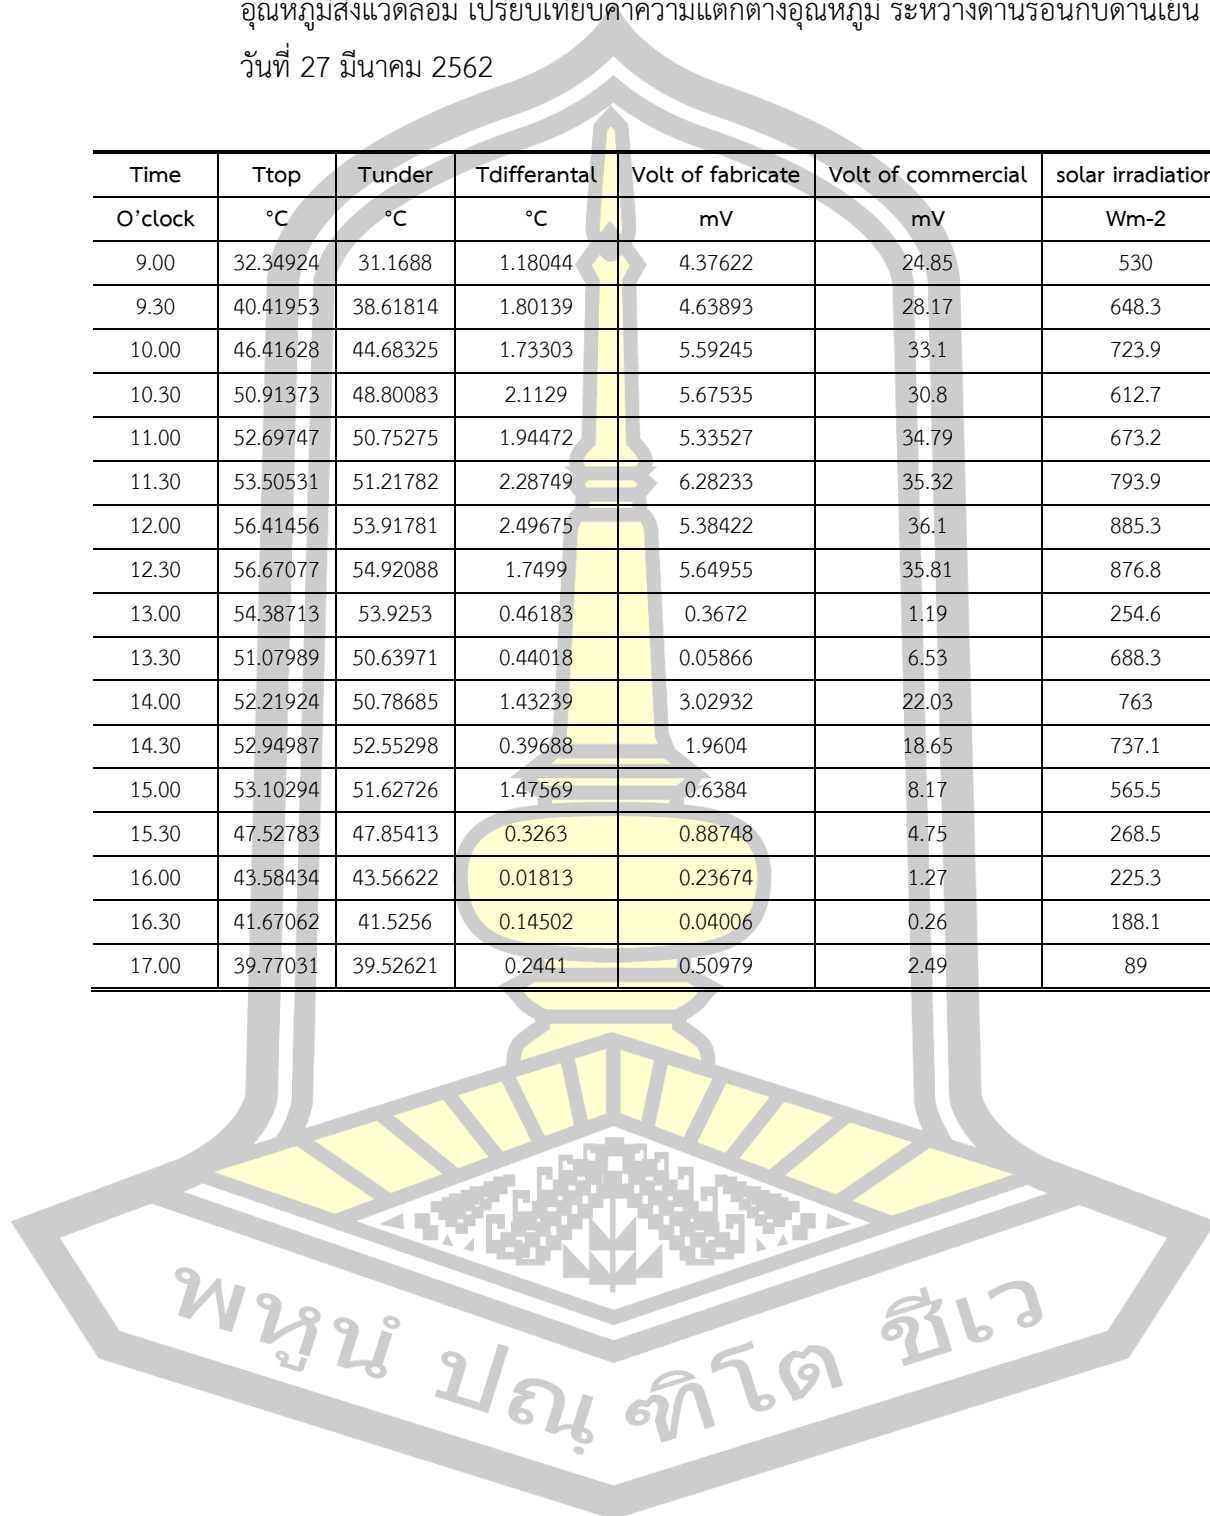 อุณหภูมิสิ่งแวดล้อม เปรียบเทียบค่าความแตกต่างอุณหภูมิ ระหว่างด้านร้อนกับด้านเย็น
วันที่ 27 มีนาคม 2562
Time Ttop Tunder Tdifferantal Volt of fabricate Volt of commercial solar irradiation
O'clock °C °C °C mV mV Wm-2
9.00 32.34924 31.1688 1.18044 4.37622 24.85 530
9.30 40.41953 38.61814 1.80139 4.63893 28.17 648.3
10.00 46.41628 44.68325 1.73303 5.59245 33.1 723.9
10.30 50.91373 48.80083 2.1129 5.67535 30.8 612.7
11.00 52.69747 50.75275 1.94472 5.33527 34.79 673.2
11.30 53.50531 51.21782 2.28749 6.28233 35.32 793.9
12.00 56.41456 53.91781 2.49675 5.38422 36.1 885.3
12.30 56.67077 54.92088 1.7499 5.64955 35.81 876.8
13.00 54.38713 53.9253 0.46183 0.3672 1.19 254.6
13.30 51.07989 50.63971 0.44018 0.05866 6.53 688.3
14.00 52.21924 50.78685 1.43239 3.02932 22.03 763
14.30 52.94987 52.55298 0.39688 1.9604 18.65 737.1
15.00 53.10294 51.62726 1.47569 0.6384 8.17 565.5
15.30 47.52783 47.85413 0.3263 0.88748 4.75 268.5
16.00 43.58434 43.56622 0.01813 0.23674 1.27 225.3
16.30 41.67062 41.5256 0.14502 0.04006 0.26 188.1
17.00 39.77031 39.52621 0.2441 0.50979 2.49 89
พหูนํ ปณฺ ฑิโต ชีเว